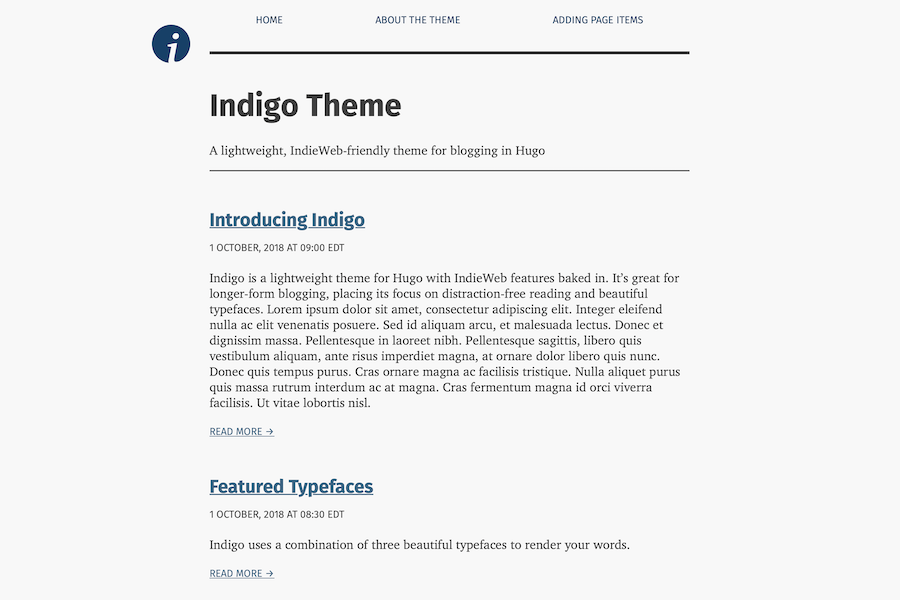 HOME ABOUT THE THEME ADDING PAGE ITEMS
i
Indigo Theme
A lightweight, IndieWeb-friendly theme for blogging in Hugo
Introducing Indigo
1 OCTOBER, 2018 AT 09:00 EDT
Indigo is a lightweight theme for Hugo with IndieWeb features baked in. It’s great for
longer-form blogging, placing its focus on distraction-free reading and beautiful
typefaces. Lorem ipsum dolor sit amet, consectetur adipiscing elit. Integer eleifend
nulla ac elit venenatis posuere. Sed id aliquam arcu, et malesuada lectus. Donec et
dignissim massa. Pellentesque in laoreet nibh. Pellentesque sagittis, libero quis
vestibulum aliquam, ante risus imperdiet magna, at ornare dolor libero quis nunc.
Donec quis tempus purus. Cras ornare magna ac facilisis tristique. Nulla aliquet purus
quis massa rutrum interdum ac at magna. Cras fermentum magna id orci viverra
facilisis. Ut vitae lobortis nisl.
READ MORE →
Featured Typefaces
1 OCTOBER, 2018 AT 08:30 EDT
Indigo uses a combination of three beautiful typefaces to render your words.
READ MORE →